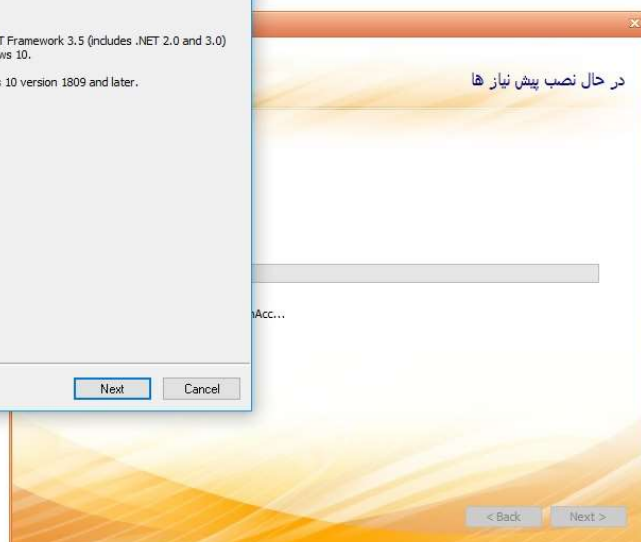 T Framework 3.5 (includes .NET 2.0 and 3.0)
ws 10.
10 version 1809 and later.
در حال نصب پیش نیاز ها
Acc...
Next
Cancel
< Back
Next >